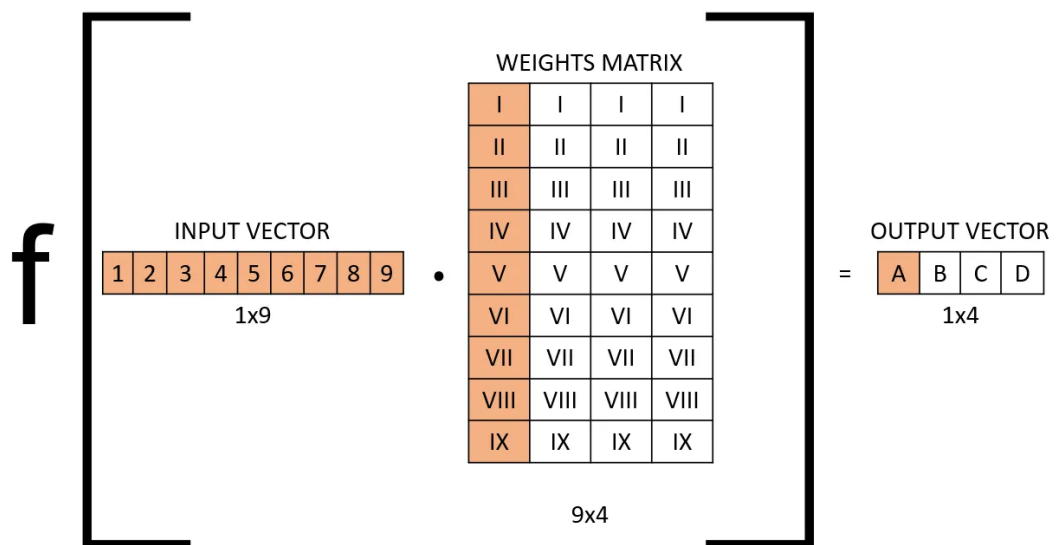 f
WEIGHTS MATRIX
I I I I
II II II II
III III III III
IV IV IV IV
V V V V
VI VI VI VI
VII VII VII VII
VIII VIII VIII VIII
IX IX IX IX
9x4
INPUT VECTOR
1 2 3 4 5 6 7 8 9
1x9
•
=
OUTPUT VECTOR
A B C D
1x4